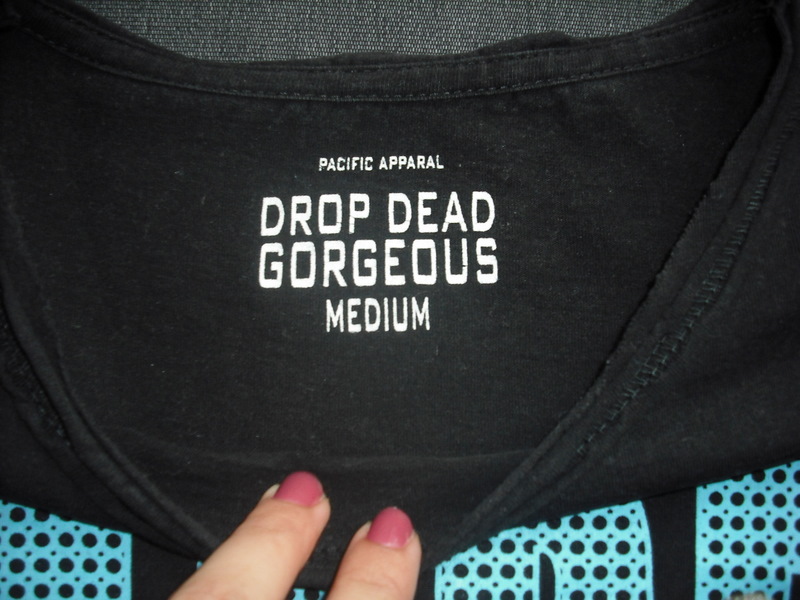 PACIFIC APPARAL
DROP DEAD
GORGEOUS
MEDIUM